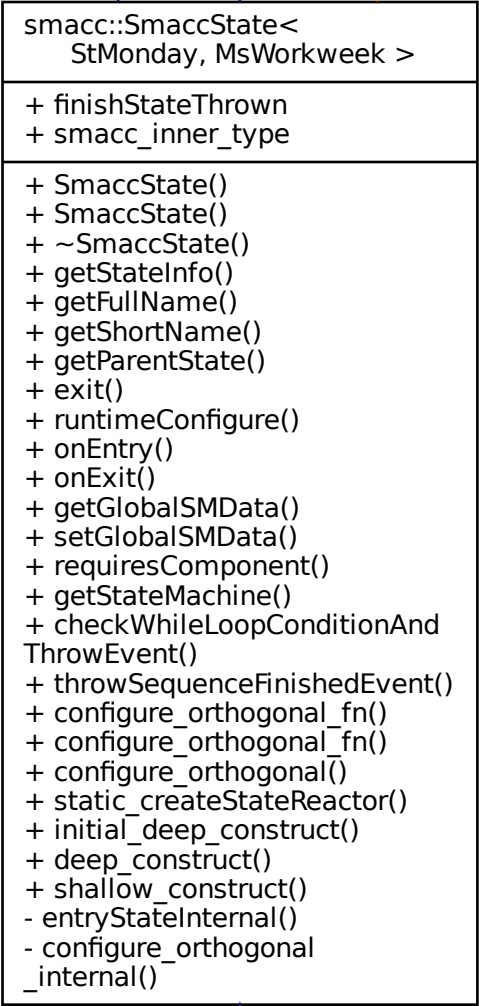 smacc::SmaccState<
StMonday, MsWorkweek >
+ finishStateThrown
+ smacc_inner_type
+ SmaccState()
+ SmaccState()
+ ~SmaccState()
+ getStateInfo()
+ getFullName()
+ getShortName()
+ getParentState()
+ exit()
+ runtimeConfigure()
+ onEntry()
+ onExit()
+ getGlobalSMData()
+ setGlobalSMData()
+ requiresComponent()
+ getStateMachine()
+ checkWhileLoopConditionAnd
ThrowEvent()
+ throwSequenceFinishedEvent()
+ configure_orthogonal_fn()
+ configure_orthogonal_fn()
+ configure_orthogonal()
+ static_createStateReactor()
+ initial_deep_construct()
+ deep_construct()
+ shallow_construct()
- entryStateInternal()
- configure_orthogonal
_internal()